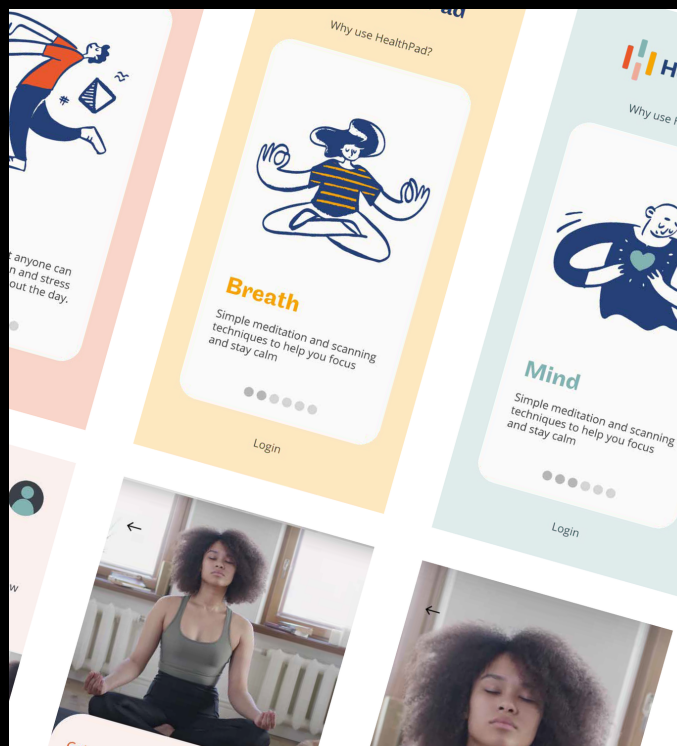 Why use HealthPad?
t anyone can
n and stress
out the day.
Breath
Simple meditation and scanning
techniques to help you focus
and stay calm
Login
Why use
Mind
Simple meditation and scanning
techniques to help you focus
and stay calm
Login
w